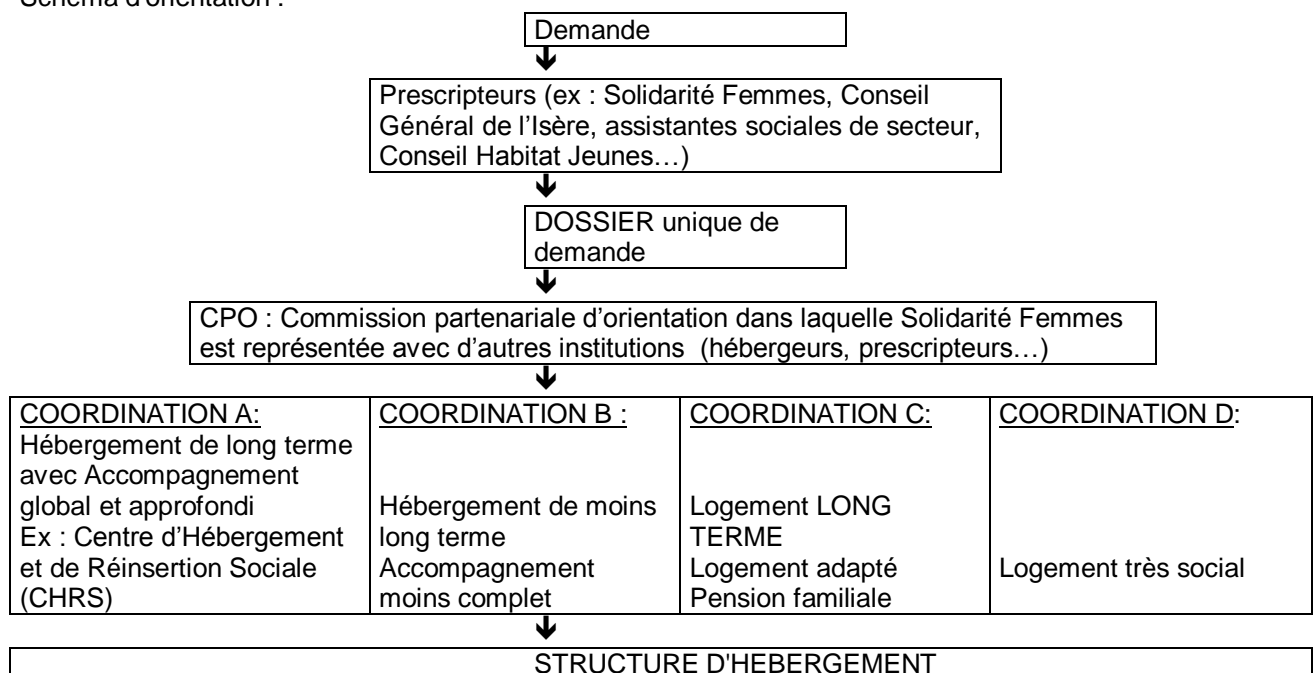 Schéma d'orientation :
Demande
Prescripteurs (ex : Solidarité Femmes, Conseil
Général de l'Isère, assistantes sociales de secteur,
Conseil Habitat Jeunes…)
DOSSIER unique de
demande
CPO : Commission partenariale d'orientation dans laquelle Solidarité Femmes
est représentée avec d'autres institutions (hébergeurs, prescripteurs…)
COORDINATION A:
Hébergement de long terme
avec Accompagnement
global et approfondi
Ex : Centre d'Hébergement
et de Réinsertion Sociale
(CHRS)
COORDINATION B :
Hébergement de moins
long terme
Accompagnement
moins complet
COORDINATION C:
Logement LONG
TERME
Logement adapté
Pension familiale
COORDINATION D:
Logement très social
STRUCTURE D'HEBERGEMENT